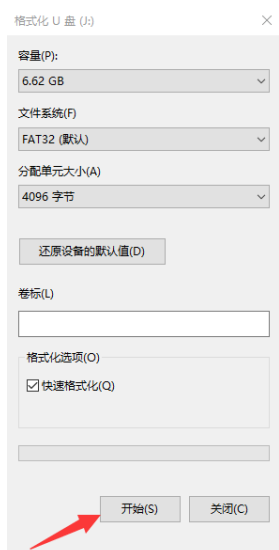 格式化 U 盘 (J:)
容量(P):
6.62 GB
文件系统(F)
FAT32 (默认)
分配单元大小(A)
4096 字节
还原设备的默认值(D)
卷标(L)
格式化选项(O)
快速格式化(Q)
开始(S) 关闭(C)